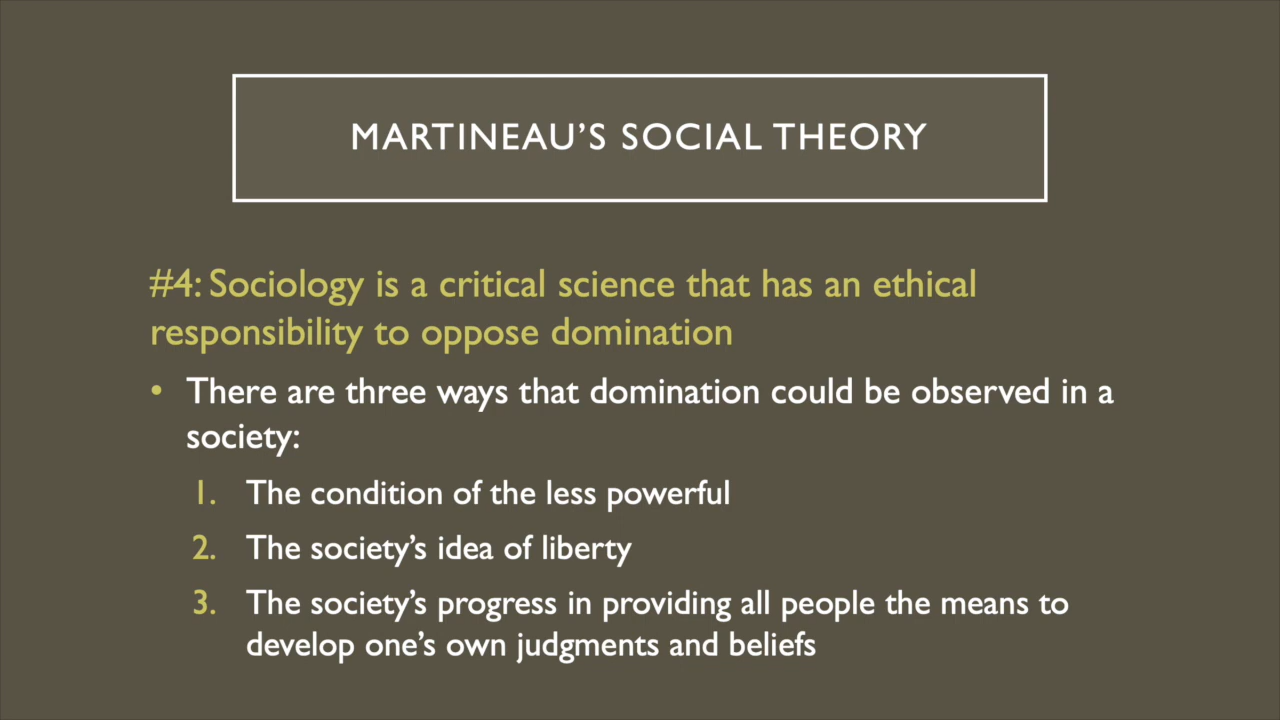 MARTINEAU’S SOCIAL THEORY
#4: Sociology is a critical science that has an ethical
responsibility to oppose domination
• There are three ways that domination could be observed in a
society:
1. The condition of the less powerful
2. The society’s idea of liberty
3. The society’s progress in providing all people the means to
develop one’s own judgments and beliefs